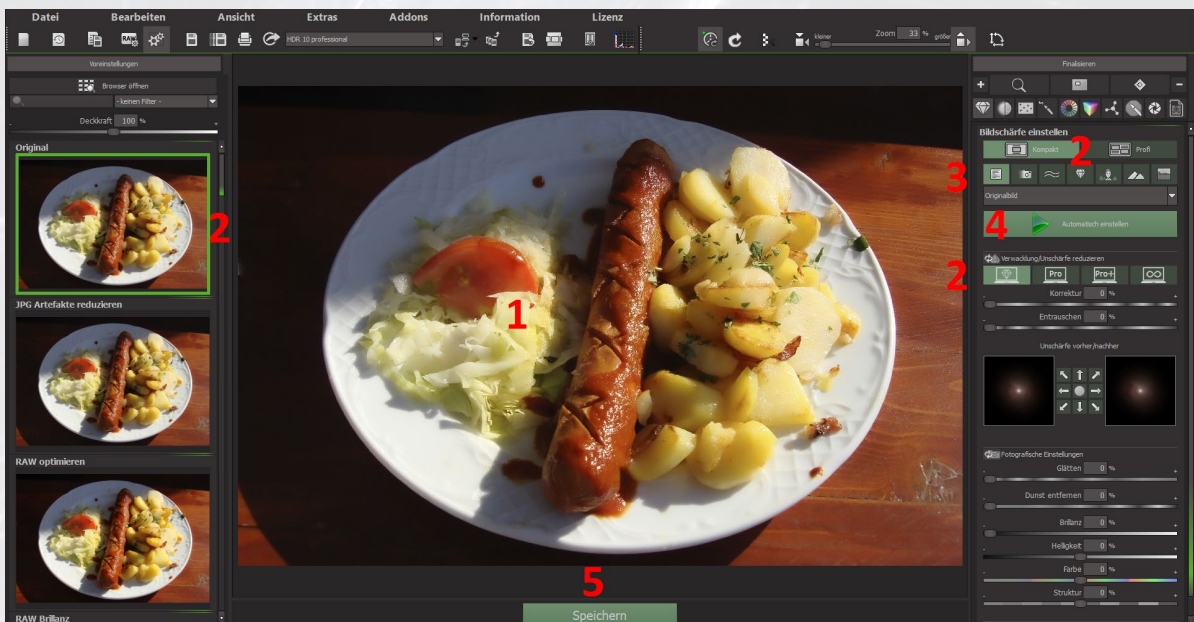 Datei Bearbeiten Ansicht Extras Addons Information Lizenz
RAW HDR 10 professional kleiner Zoom 33 % größer
Voreinstellungen
Browser öffnen
- keinen Filter -
Deckkraft 100 %
Original
2
JPG Artefakte reduzieren
RAW optimieren
RAW Brillanz
1
5
Speichern
Finalisieren
Bildschärfe einstellen
Kompakt 2 Profi
3
Originalbild
4 Automatisch einstellen
Verwacklung/Unschärfe reduzieren
2 Pro Pro+
Korrektur 0 %
Entrauschen 0 %
Unschärfe vorher/nachher
Fotografische Einstellungen
Glätten 0 %
Dunst entfernen 0 %
Brillanz 0 %
Helligkeit 0 %
Farbe 0 %
Struktur 0 %